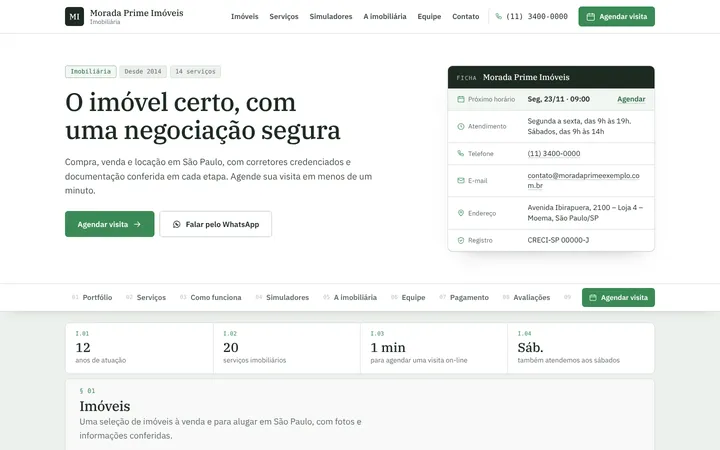 MI
Morada Prime Imóveis
Imobiliária
Imóveis
Serviços
Simuladores
A imobiliária
Equipe
Contato
(11) 3400-0000
Agendar visita
Imobiliária
Desde 2014
14 serviços
O imóvel certo, com
uma negociação segura
Compra, venda e locação em São Paulo, com corretores credenciados e
documentação conferida em cada etapa. Agende sua visita em menos de um
minuto.
Agendar visita →
Falar pelo WhatsApp
FICHA Morada Prime Imóveis
Próximo horário Seg, 23/11 · 09:00 Agendar
Atendimento Segunda a sexta, das 9h às 19h.
Sábados, das 9h às 14h
Telefone (11) 3400-0000
E-mail contato@moradaprimeexemplo.co
m.br
Endereço Avenida Ibirapuera, 2100 – Loja 4 –
Moema, São Paulo/SP
Registro CRECI-SP 00000-J
01 Portfólio
02 Serviços
03 Como funciona
04 Simuladores
05 A imobiliária
06 Equipe
07 Pagamento
08 Avaliações
09
Agendar visita
I.01
12
anos de atuação
I.02
20
serviços imobiliários
I.03
1 min
para agendar uma visita on-line
I.04
Sáb.
também atendemos aos sábados
§ 01
Imóveis
Uma seleção de imóveis à venda e para alugar em São Paulo, com fotos e
informações conferidas.